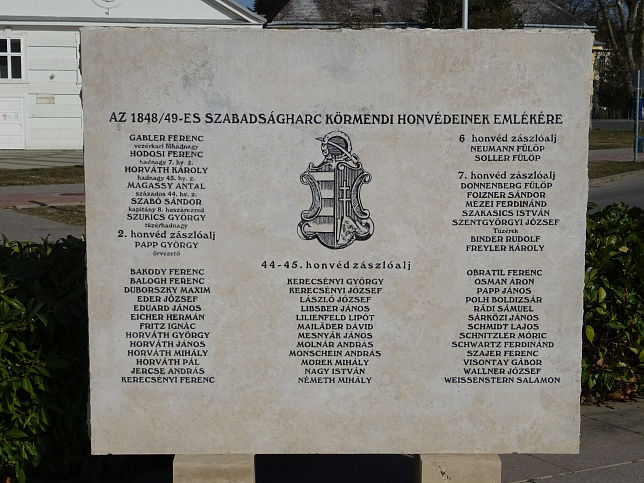 AZ 1848/49-ES SZABADSÁGHARC KÖRMENDI HONVÉDEINEK EMLÉKÉRE
GÁBLER FERENC
vezérkari főhadnagy
HODOSI FERENC
hadnagy 7. hv. z.
HORVÁTH KÁROLY
hadnagy 45. hv. z.
MAGASSY ANTAL
százados 44. hv. z.
SZABÓ SÁNDOR
kapitány 8. huszárezred
SZUKICS GYÖRGY
tüzérhadnagy
2. honvéd zászlóalj
PAPP GYÖRGY
őrvezető
6 honvéd zászlóalj
NEUMANN FÜLÖP
SOLLER FÜLÖP
7. honvéd zászlóalj
DONNENBERG FÜLÖP
FOIZNER SÁNDOR
MEZEI FERDINÁND
SZAKASICS ISTVÁN
SZENTGYÖRGYI JÓZSEF
Tüzérek
BINDER RUDOLF
FREYLER KÁROLY
44-45. honvéd zászlóalj
BAKODY FERENC
BALOGH FERENC
DUBORSZKY MAXIM
EDER JÓZSEF
EDUARD JÁNOS
EICHER HERMÁN
FRITZ IGNÁC
HORVÁTH GYÖRGY
HORVÁTH JÁNOS
HORVÁTH MIHÁLY
HORVÁTH PÁL
JERCSE ANDRÁS
KERECSÉNYI FERENC
KERECSÉNYI GYÖRGY
KERECSÉNYI JÓZSEF
LÁSZLÓ JÓZSEF
LIBSBER JÁNOS
LILIENFELD LIPÓT
MAILÁDER DÁVID
MESNYÁK JÁNOS
MOLNÁR ANDRÁS
MONSCHEIN ANDRÁS
MOREK MIHÁLY
NAGY ISTVÁN
NÉMETH MIHÁLY
OBRATIL FERENC
OSMAN ÁRON
PAPP JÁNOS
POLH BOLDIZSÁR
RÁDI SÁMUEL
SÁRKÖZI JÁNOS
SCHMIDT LAJOS
SCHNITZLER MÓRIC
SCHWARTZ FERDINÁND
SZAJER FERENC
VISONTAY GÁBOR
WALLNER JÓZSEF
WEISSENSTERN SALAMON